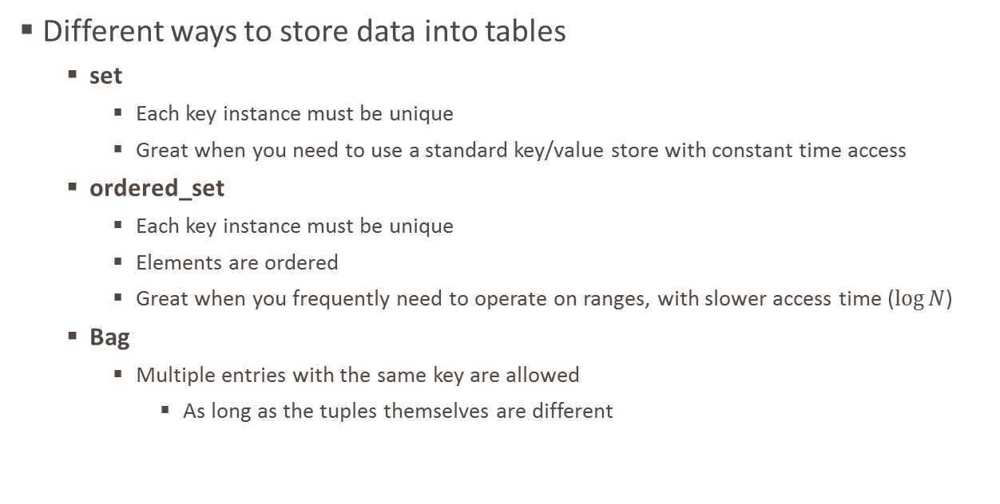 ▪ Different ways to store data into tables
▪ set
▪ Each key instance must be unique
▪ Great when you need to use a standard key/value store with constant time access
▪ ordered_set
▪ Each key instance must be unique
▪ Elements are ordered
▪ Great when you frequently need to operate on ranges, with slower access time (log N)
▪ Bag
▪ Multiple entries with the same key are allowed
▪ As long as the tuples themselves are different